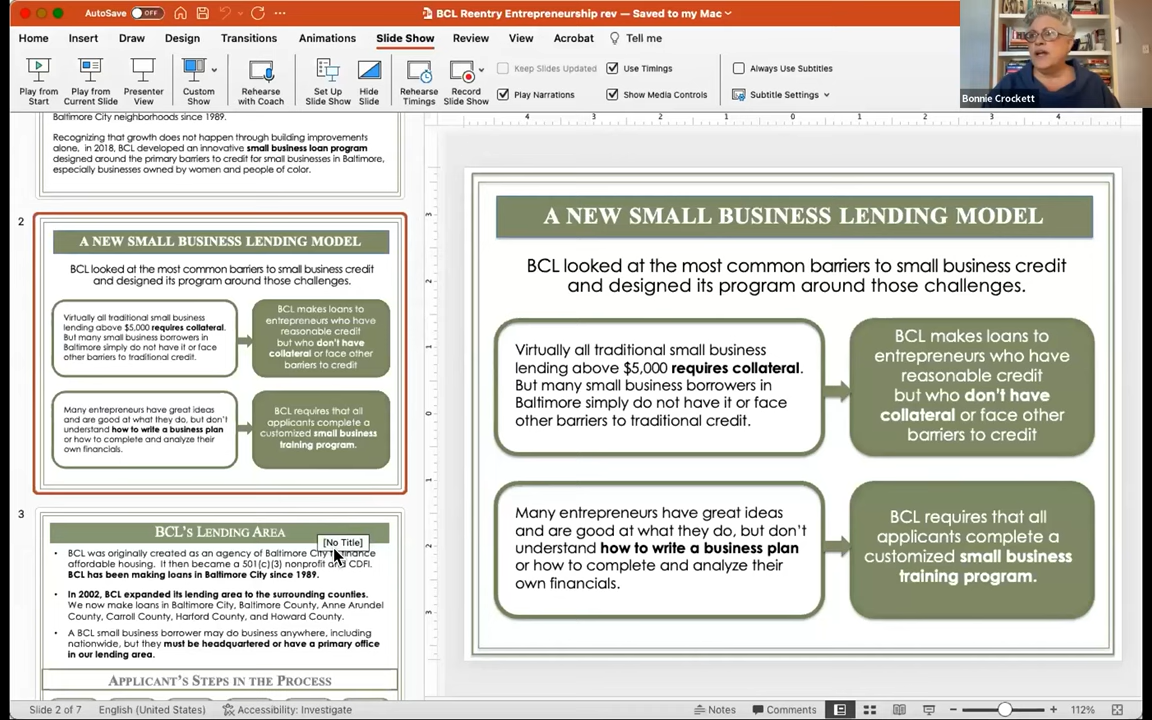 AutoSave OFF
BCL Reentry Entrepreneurship rev — Saved to my Mac
Home Insert Draw Design Transitions Animations Slide Show Review View Acrobat Tell me
Play from Start
Play from Current Slide
Presenter View
Custom Show
Rehearse with Coach
Set Up Slide Show
Hide Slide
Rehearse Timings
Record Slide Show
Keep Slides Updated
Use Timings
Play Narrations
Show Media Controls
Always Use Subtitles
Subtitle Settings
Bonnie Crockett
Baltimore City neighborhoods since 1989.
Recognizing that growth does not happen through building improvements
alone, in 2018, BCL developed an innovative small business loan program
designed around the primary barriers to credit for small businesses in Baltimore,
especially businesses owned by women and people of color.
2
A NEW SMALL BUSINESS LENDING MODEL
BCL looked at the most common barriers to small business credit
and designed its program around those challenges.
Virtually all traditional small business
lending above $5,000 requires collateral.
But many small business borrowers in
Baltimore simply do not have it or face
other barriers to traditional credit.
BCL makes loans to
entrepreneurs who have
reasonable credit
but who don't have
collateral or face other
barriers to credit
Many entrepreneurs have great ideas
and are good at what they do, but don't
understand how to write a business plan
or how to complete and analyze their
own financials.
BCL requires that all
applicants complete a
customized small business
training program.
3
BCL'S LENDING AREA
[No Title]
BCL was originally created as an agency of Baltimore City
affordable housing. It then became a 501(c)(3) nonprofit and CDFI.
BCL has been making loans in Baltimore City since 1989.
In 2002, BCL expanded its lending area to the surrounding counties.
We now make loans in Baltimore City, Baltimore County, Anne Arundel
County, Carroll County, Harford County, and Howard County.
A BCL small business borrower may do business anywhere, including
nationwide, but they must be headquartered or have a primary office
in our lending area.
APPLICANT'S STEPS IN THE PROCESS
4 3 2 1 0 1 2 3 4
3
2
1
0
1
2
3
A NEW SMALL BUSINESS LENDING MODEL
BCL looked at the most common barriers to small business credit
and designed its program around those challenges.
Virtually all traditional small business
lending above $5,000 requires collateral.
But many small business borrowers in
Baltimore simply do not have it or face
other barriers to traditional credit.
BCL makes loans to
entrepreneurs who have
reasonable credit
but who don't have
collateral or face other
barriers to credit
Many entrepreneurs have great ideas
and are good at what they do, but don't
understand how to write a business plan
or how to complete and analyze their
own financials.
BCL requires that all
applicants complete a
customized small business
training program.
Slide 2 of 7 English (United States) Accessibility: Investigate Notes Comments 112%